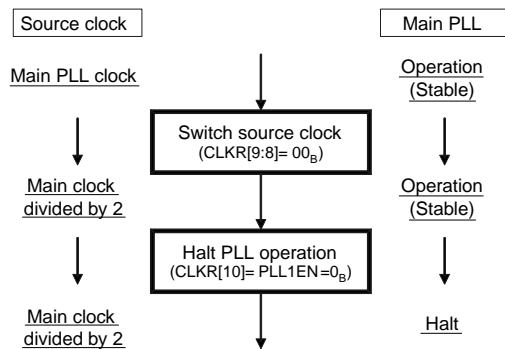 Source clock
Main PLL
Main PLL clock
Operation
(Stable)
Switch source clock
(CLKR[9:8]= 00B)
Main clock
divided by 2
Operation
(Stable)
Halt PLL operation
(CLKR[10]= PLL1EN =0B)
Main clock
divided by 2
Halt